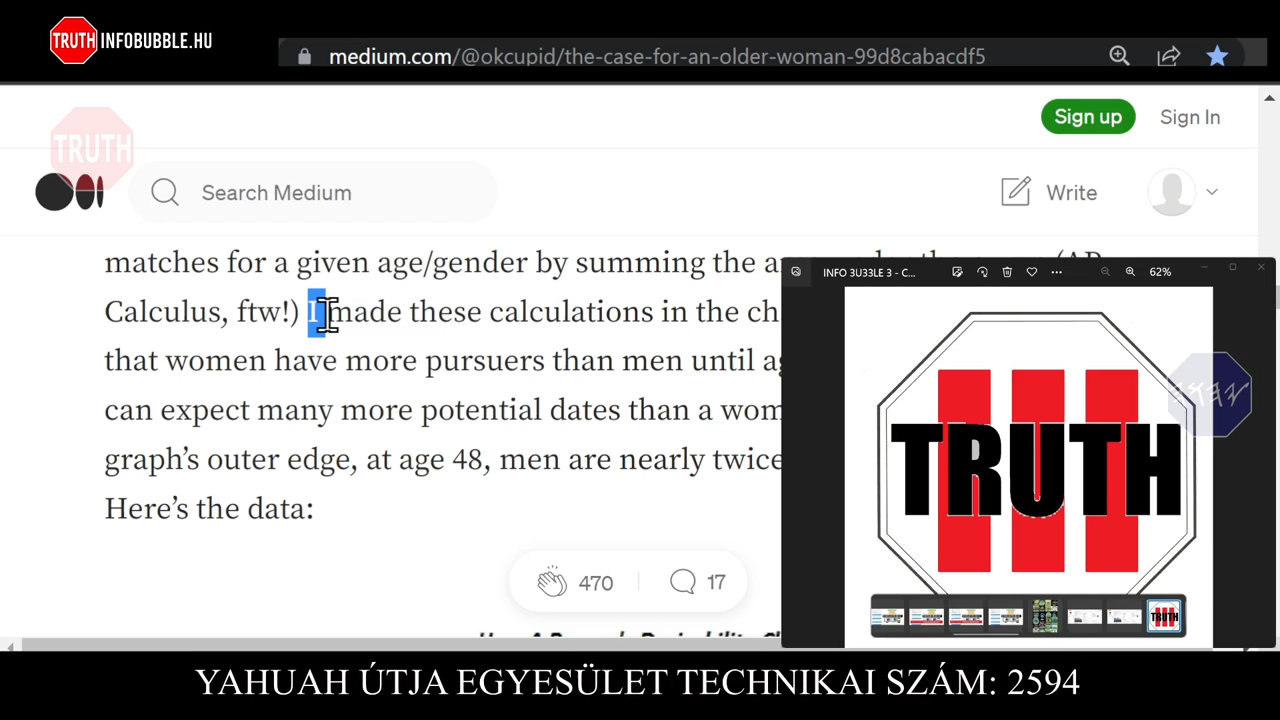 TRUTH INFOBUBBLE.HU
medium.com/@okcupid/the-case-for-an-older-woman-99d8cabacdf5
Sign up Sign In
TRUTH
Search Medium
Write
matches for a given age/gender by summing the
Calculus, ftw!) I made these calculations in the
that women have more pursuers than men until
can expect many more potential dates than a
graph's outer edge, at age 48, men are nearly twice
Here's the data:
470 17
INFO 3U33LE 3 - C... 62%
TRUTH
YAHUAH ÚTJA EGYESÜLET TECHNIKAI SZÁM: 2594